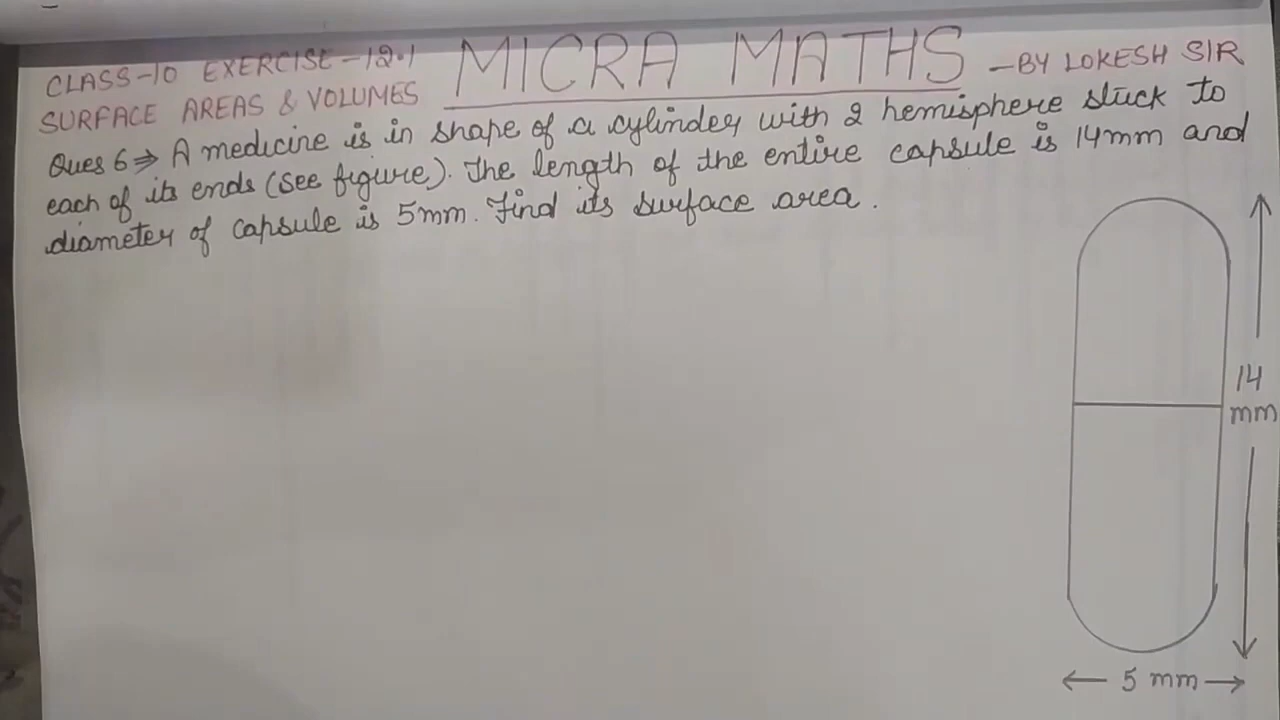 CLASS-10 EXERCISE-12.1 MICRA MATHS -BY LOKESH SIR
SURFACE AREAS & VOLUMES
Ques 6⇒ A medicine is in shape of a cylinder with 2 hemisphere stuck to
each of its ends (see figure). The length of the entire capsule is 14mm and
diameter of capsule is 5mm. Find its surface area.
14
mm
5 mm